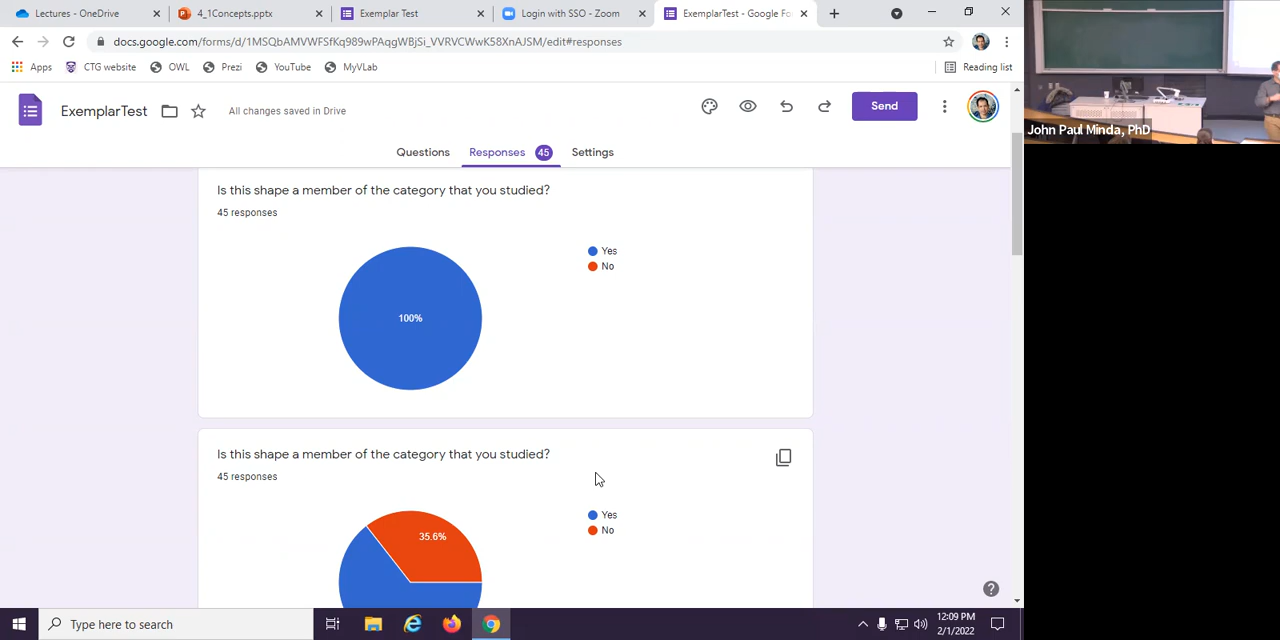 Lectures - OneDrive
4_1Concepts.pptx
Exemplar Test
Login with SSO - Zoom
ExemplarTest - Google Fo
docs.google.com/forms/d/1MSQbAMVWFSfKq989wPAqgWBjSi_VVRVCWwK58XnAJSM/edit#responses
Apps
CTG website
OWL
Prezi
YouTube
MyVLab
Reading list
ExemplarTest
All changes saved in Drive
Send
Questions
Responses 45
Settings
Is this shape a member of the category that you studied?
45 responses
Yes
No
100%
Is this shape a member of the category that you studied?
45 responses
Yes
No
35.6%
Type here to search
12:09 PM
2/1/2022
John Paul Minda, PhD